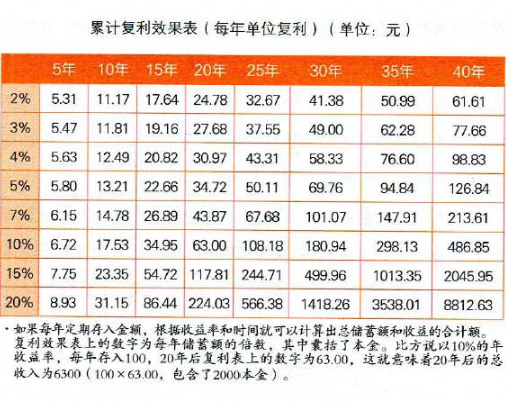 累计复利效果表（每年单位复利）（单位：元）
5年 10年 15年 20年 25年 30年 35年 40年
2% 5.31 11.17 17.64 24.78 32.67 41.38 50.99 61.61
3% 5.47 11.81 19.16 27.68 37.55 49.00 62.28 77.66
4% 5.63 12.49 20.82 30.97 43.31 58.33 76.60 98.83
5% 5.80 13.21 22.66 34.72 50.11 69.76 94.84 126.84
7% 6.15 14.78 26.89 43.87 67.68 101.07 147.91 213.61
10% 6.72 17.53 34.95 63.00 108.18 180.94 298.13 486.85
15% 7.75 23.35 54.72 117.81 244.71 499.96 1013.35 2045.95
20% 8.93 31.15 86.44 224.03 566.38 1418.26 3538.01 8812.63
·如果每年定期存入金额，根据收益率和时间就可以计算出总储蓄额和收益的合计额。
复利效果表上的数字为每年储蓄额的倍数，其中囊括了本金。比方说以10%的年
收益率，每年存入100，20年后复利表上的数字为63.00，这就意味着20年后的总
收入为6300（100×63.00，包含了2000本金）。